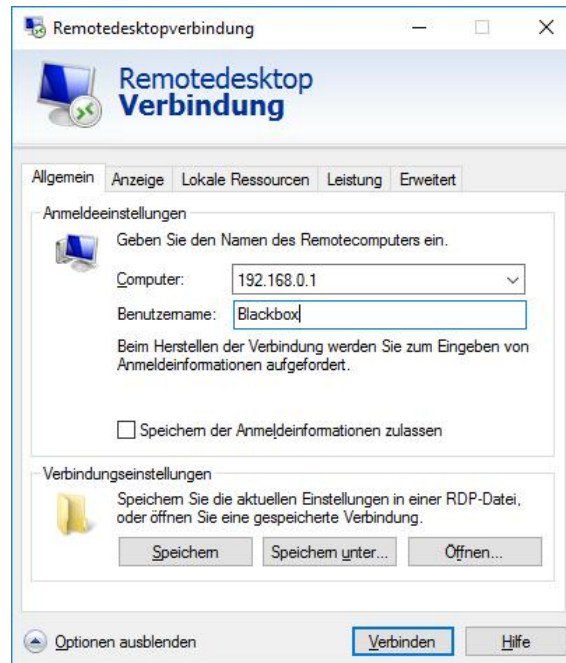 Remotedesktopverbindung
Remotedesktop
Verbindung
Allgemein Anzeige Lokale Ressourcen Leistung Erweitert
Anmeldeeinstellungen
Geben Sie den Namen des Remotecomputers ein.
Computer: 192.168.0.1
Benutzername: Blackbox
Beim Herstellen der Verbindung werden Sie zum Eingeben von
Anmeldeinformationen aufgefordert.
Speichern der Anmeldeinformationen zulassen
Verbindungseinstellungen
Speichern Sie die aktuellen Einstellungen in einer RDP-Datei,
oder öffnen Sie eine gespeicherte Verbindung.
Speichern Speichern unter... Öffnen...
Optionen ausblenden Verbinden Hilfe